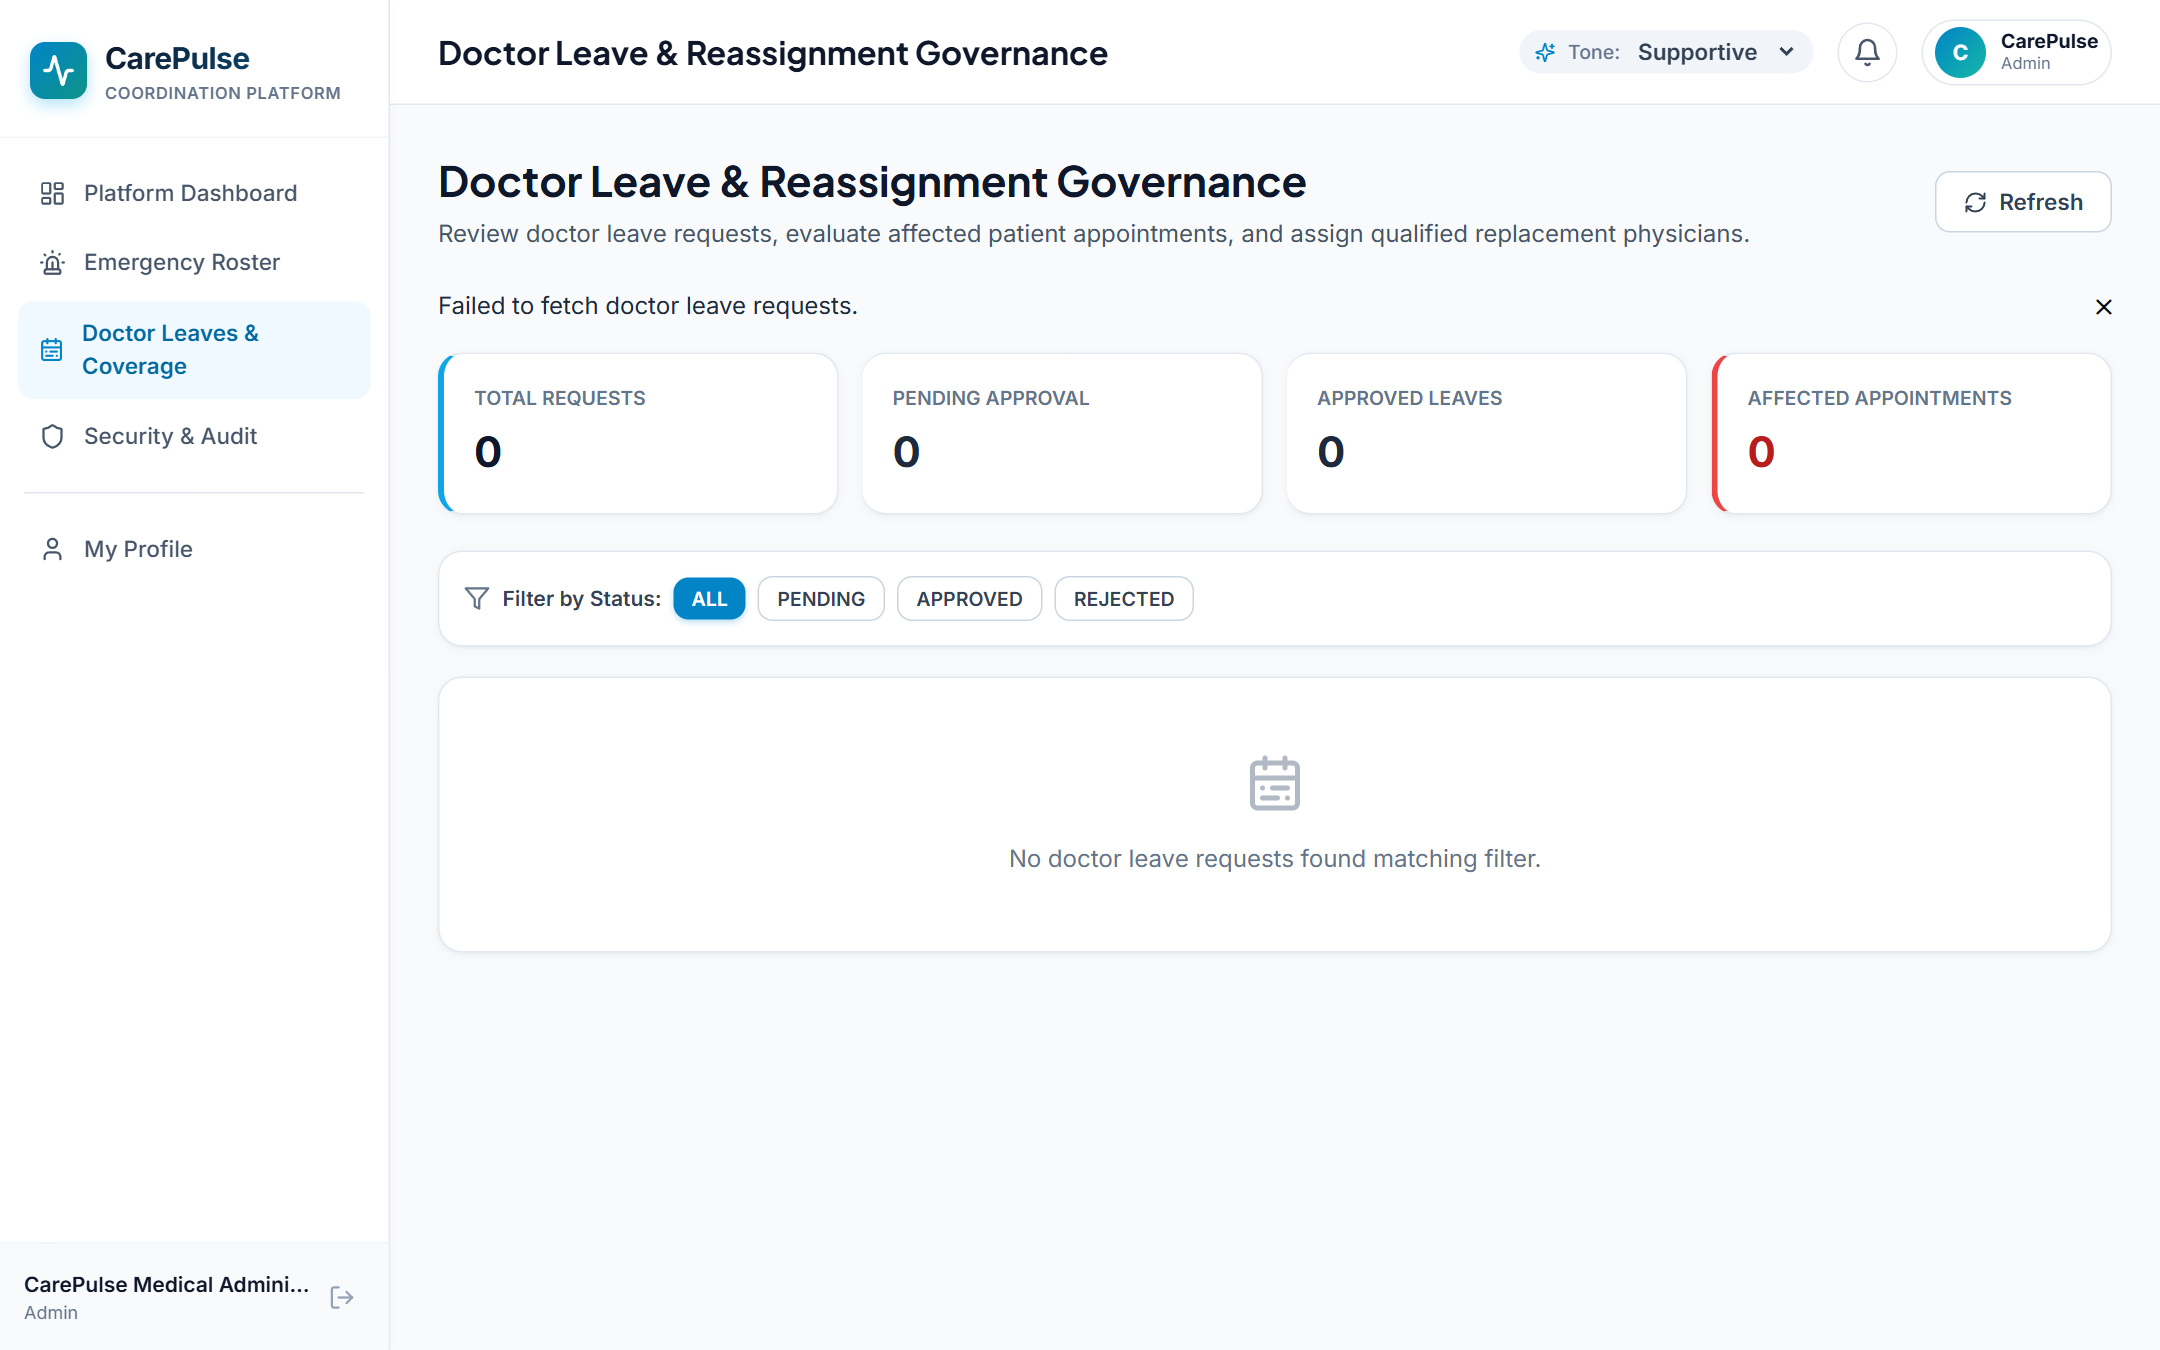 CarePulse
COORDINATION PLATFORM
Platform Dashboard
Emergency Roster
Doctor Leaves &
Coverage
Security & Audit
My Profile
CarePulse Medical Admini...
Admin
Doctor Leave & Reassignment Governance
Tone: Supportive
C
CarePulse
Admin
Doctor Leave & Reassignment Governance
Review doctor leave requests, evaluate affected patient appointments, and assign qualified replacement physicians.
Refresh
Failed to fetch doctor leave requests.
TOTAL REQUESTS
0
PENDING APPROVAL
0
APPROVED LEAVES
0
AFFECTED APPOINTMENTS
0
Filter by Status: ALL PENDING APPROVED REJECTED
No doctor leave requests found matching filter.